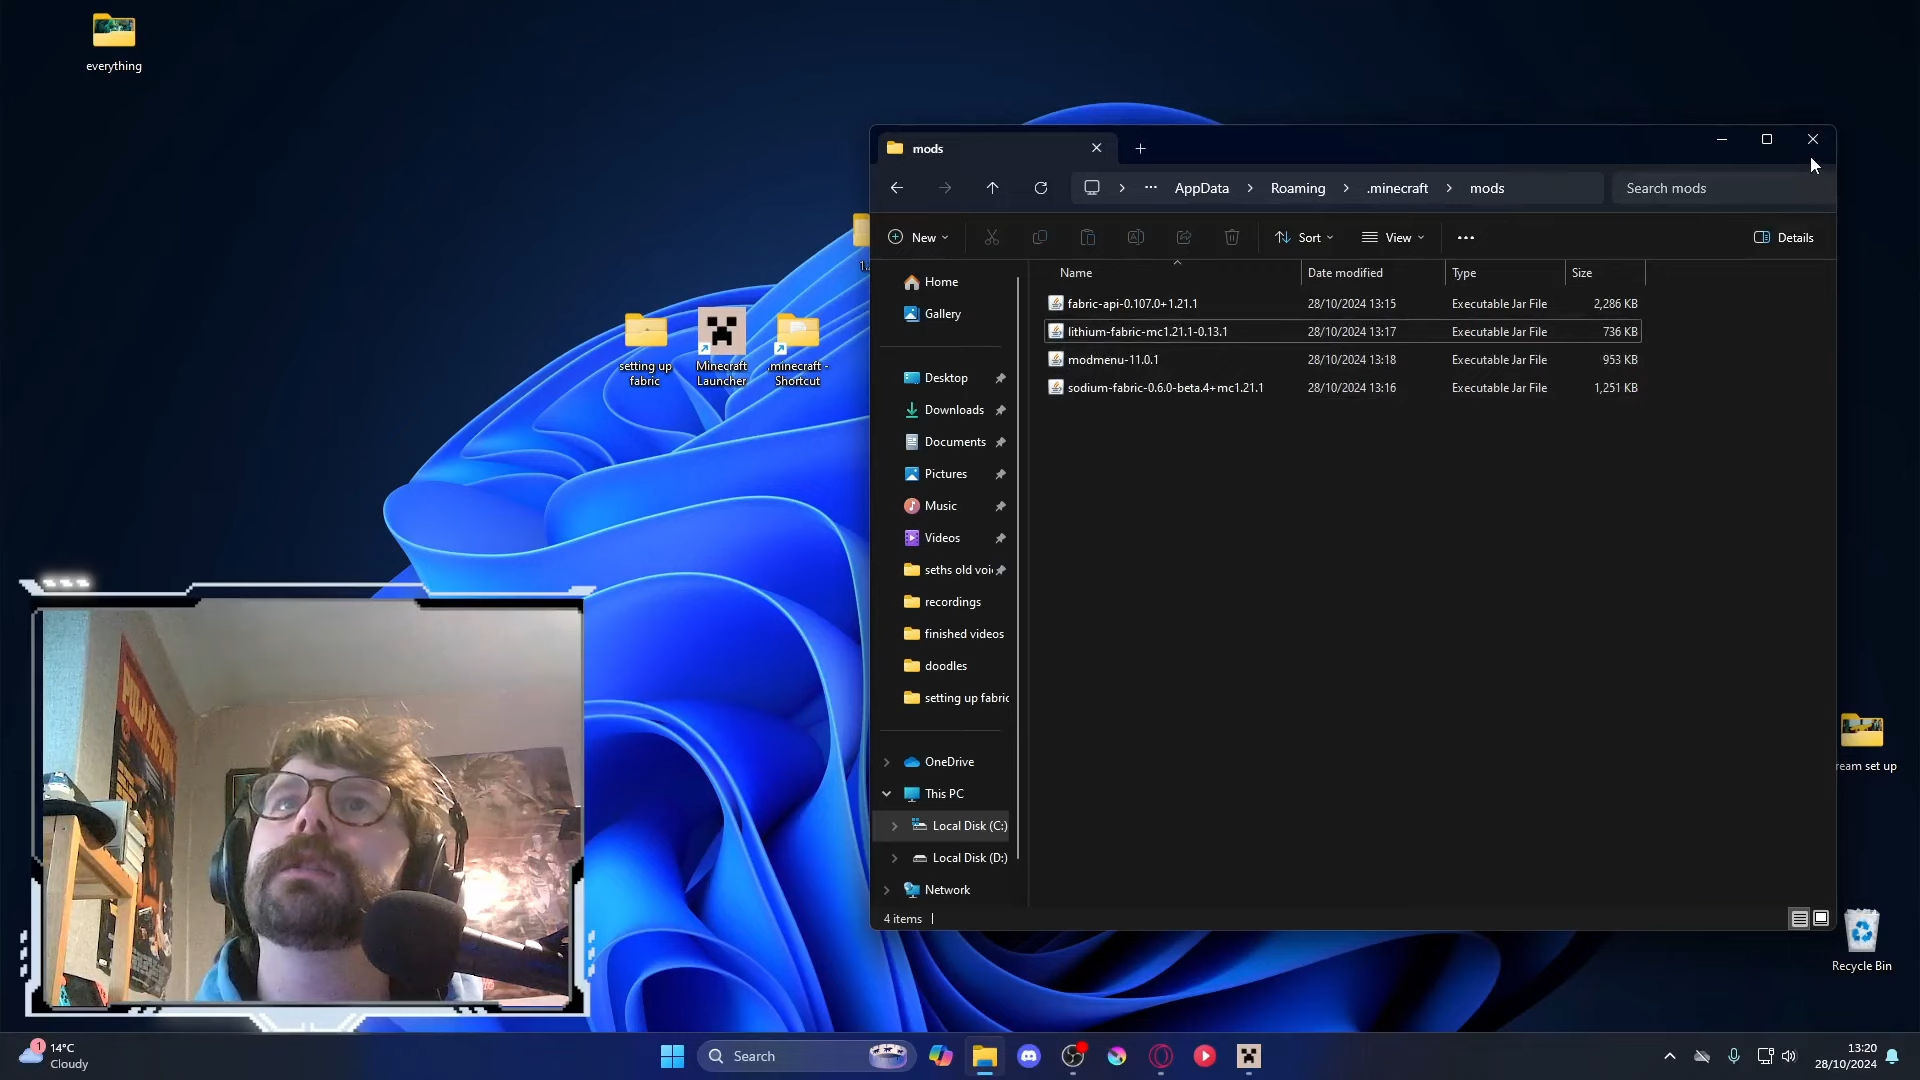 everything
mods
AppData
Roaming
.minecraft
mods
Search mods
New
Sort
View
Details
Name
Date modified
Type
Size
fabric-api-0.107.0+1.21.1
28/10/2024 13:15
Executable Jar File
2,286 KB
lithium-fabric-mc1.21.1-0.13.1
28/10/2024 13:17
Executable Jar File
736 KB
modmenu-11.0.1
28/10/2024 13:18
Executable Jar File
953 KB
sodium-fabric-0.6.0-beta.4+mc1.21.1
28/10/2024 13:16
Executable Jar File
1,251 KB
Home
Gallery
Desktop
Downloads
Documents
Pictures
Music
Videos
seths old voi
recordings
finished videos
doodles
setting up fabric
OneDrive
This PC
Local Disk (C:)
Local Disk (D:)
Network
4 items
1.
setting up
fabric
Minecraft
Launcher
.minecraft -
Shortcut
ream set up
Recycle Bin
PULP FICTION
1
14°C
Cloudy
Search
13:20
28/10/2024